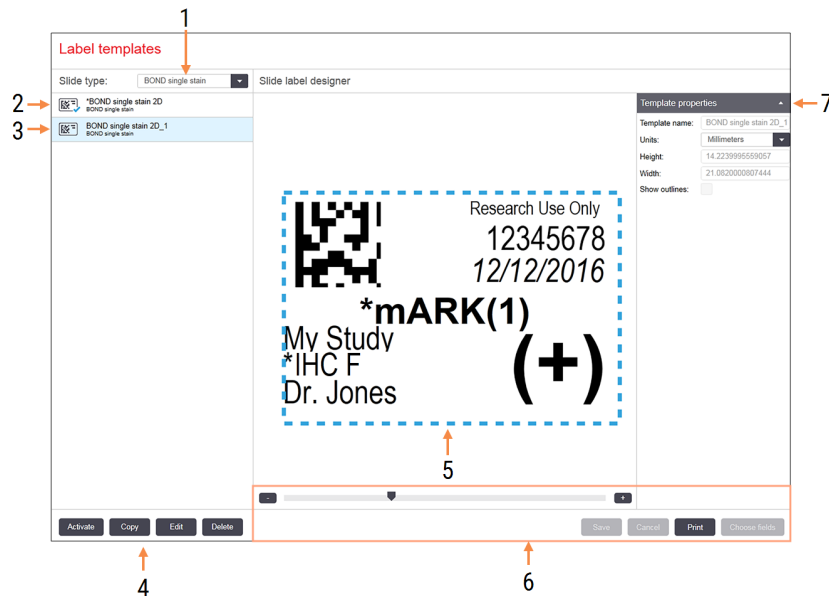 1
Label templates
Slide type: BOND single stain
Slide label designer
2
*BOND single stain 2D
BOND single stain
3
BOND single stain 2D_1
BOND single stain
Template properties
7
Template name: BOND single stain 2D_1
Units: Millimeters
Height: 14.2239995559057
Width: 21.0820000807444
Show outlines:
Research Use Only
12345678
12/12/2016
*mARK(1)
My Study
*IHC F
Dr. Jones
(+)
5
- +
Activate Copy Edit Delete
Save Cancel Print Choose fields
4
6